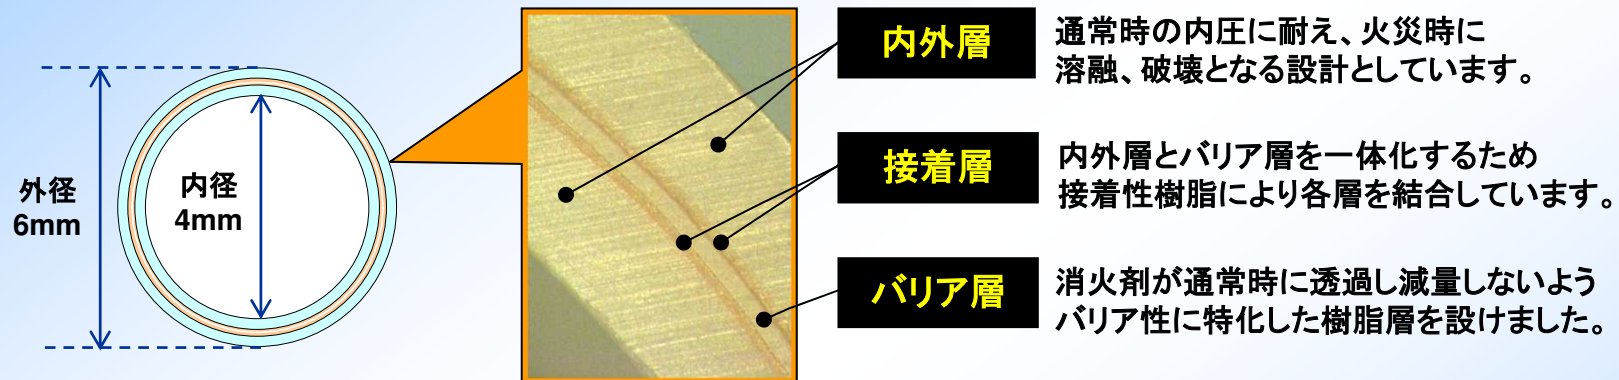 外径
6mm
内径
4mm
内外層
通常時の内圧に耐え、火災時に
溶融、破壊となる設計としています。
接着層
内外層とバリア層を一体化するため
接着性樹脂により各層を結合しています。
バリア層
消火剤が通常時に透過し減量しないよう
バリア性に特化した樹脂層を設けました。